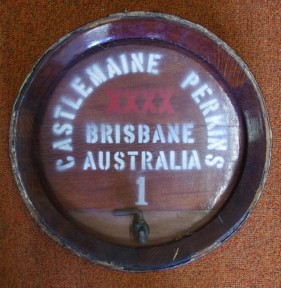 CASTLEMAINE PERKINS
XXXX
BRISBANE
AUSTRALIA
1